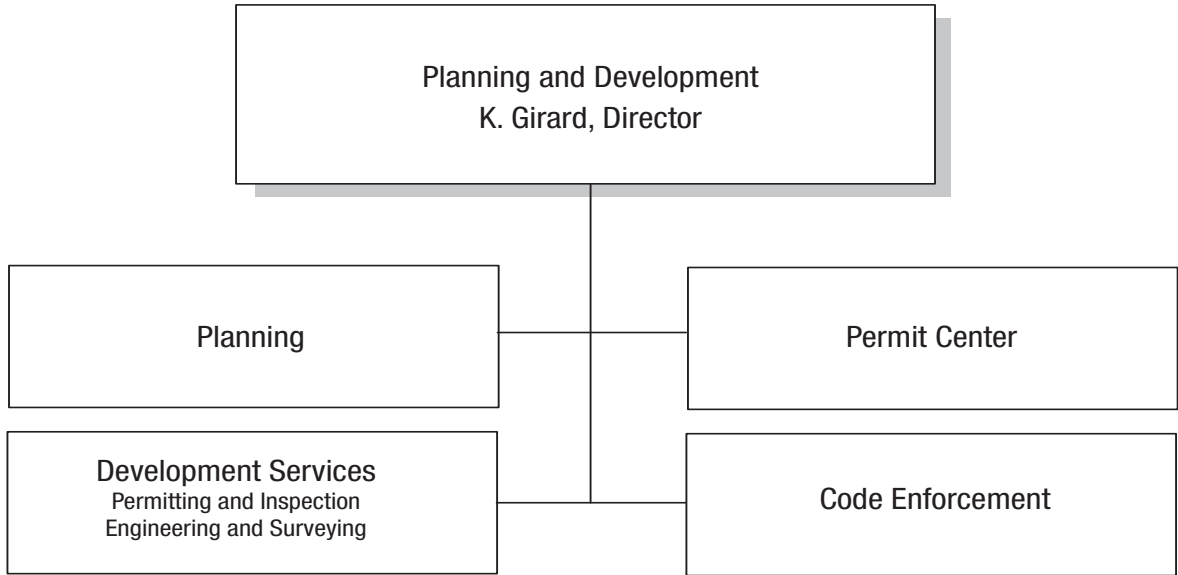 Planning and Development
K. Girard, Director
Planning
Permit Center
Development Services
Permitting and Inspection
Engineering and Surveying
Code Enforcement